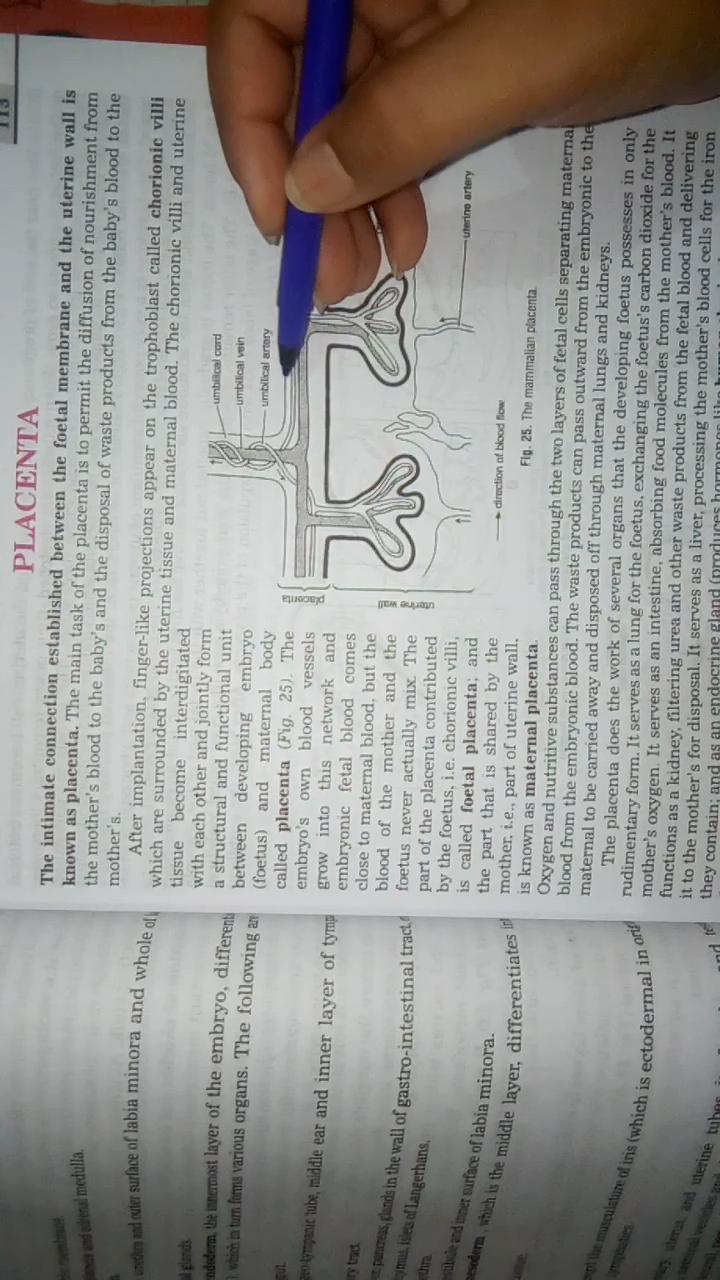 113
PLACENTA
The intimate connection established between the foetal membrane and the uterine wall is
known as placenta. The main task of the placenta is to permit the diffusion of nourishment from
the mother's blood to the baby's and the disposal of waste products from the baby's blood to the
mother's.
After implantation, finger-like projections appear on the trophoblast called chorionic villi
which are surrounded by the uterine tissue and maternal blood. The chorionic villi and uterine
tissue become interdigitated
with each other and jointly form
a structural and functional unit
between developing embryo
(foetus) and maternal body
called placenta (Fig. 25). The
embryo's own blood vessels
grow into this network and
embryonic fetal blood comes
close to maternal blood, but the
blood of the mother and the
foetus never actually mix. The
part of the placenta contributed
by the foetus, i.e. chorionic villi,
is called foetal placenta; and
the part that is shared by the
mother, i.e., part of uterine wall,
is known as maternal placenta.
umbilical cord
umbilical vein
umbilical artery
placenta
uterine wall
uterine artery
direction of blood flow
Fig. 25. The mammalian placenta.
Oxygen and nutritive substances can pass through the two layers of fetal cells separating maternal
blood from the embryonic blood. The waste products can pass outward from the embryonic to the
maternal to be carried away and disposed off through maternal lungs and kidneys.
The placenta does the work of several organs that the developing foetus possesses in only
rudimentary form. It serves as a lung for the foetus, exchanging the foetus's carbon dioxide for the
mother's oxygen. It serves as an intestine, absorbing food molecules from the mother's blood. It
functions as a kidney, filtering urea and other waste products from the fetal blood and delivering
it to the mother's for disposal. It serves as a liver, processing the mother's blood cells for the iron
they contain; and as an endocrine gland (produces hormones
and adrenal medulla.
and outer surface of labia minora and whole of
glands.
the innermost layer of the embryo,
which in turn forms various organs. The following are
tympanic tube, middle ear and inner layer of
tract
pancreas, glands in the wall of gastro-intestinal tract,
islets of Langerhans,
and inner surface of labia minora.
which is the middle layer, differentiates
the musculature of iris (which is ectodermal in
uterus, and uterine tubes